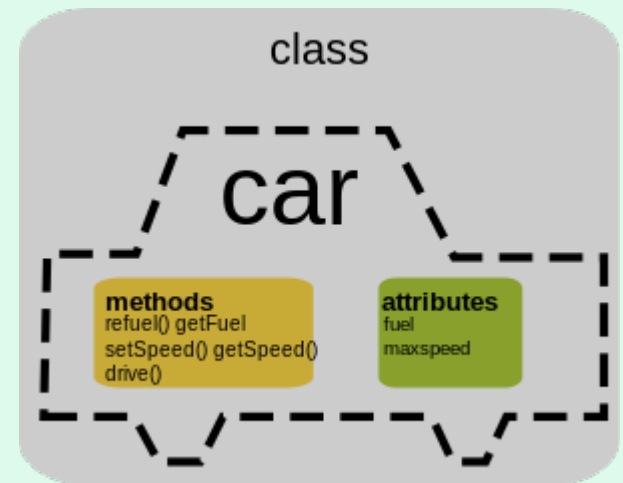 class
car
methods
refuel() getFuel
setSpeed() getSpeed()
drive()
attributes
fuel
maxspeed